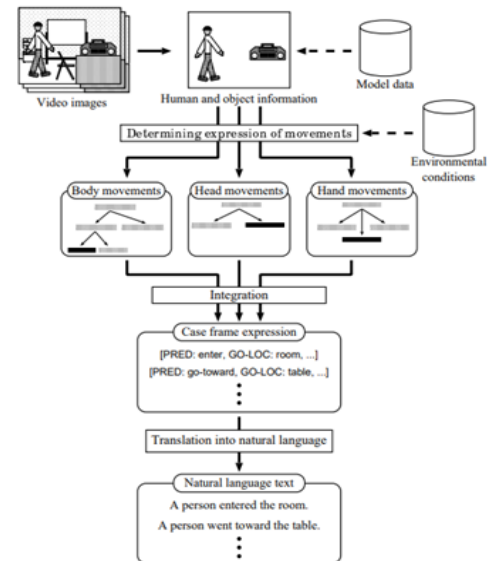 Video images
Human and object information
Model data
Determining expression of movements
Environmental
conditions
Body movements
Head movements
Hand movements
Integration
Case frame expression
[PRED: enter, GO-LOC: room, ...]
[PRED: go-toward, GO-LOC: table, ...]
Translation into natural language
Natural language text
A person entered the room.
A person went toward the table.